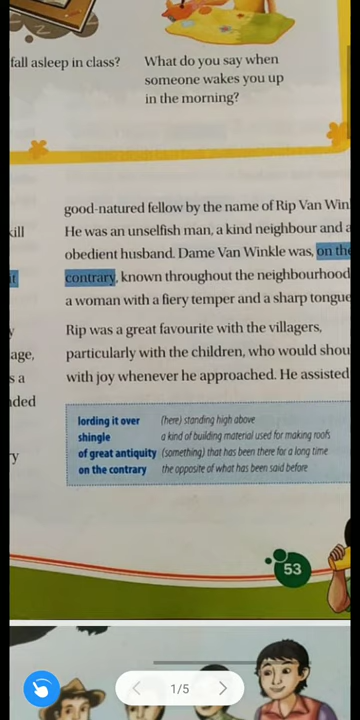 fall asleep in class?
What do you say when
someone wakes you up
in the morning?
good-natured fellow by the name of Rip Van
He was an unselfish man, a kind neighbour and
obedient husband. Dame Van Winkle was, on the
contrary, known throughout the neighbourhood
a woman with a fiery temper and a sharp tongue
Rip was a great favourite with the villagers,
particularly with the children, who would
with joy whenever he approached. He assisted
age,
s a
lording it over (here) standing high above
shingle a kind of building material used for making roofs
of great antiquity (something) that has been there for a long time
on the contrary the opposite of what has been said before
53
1/5